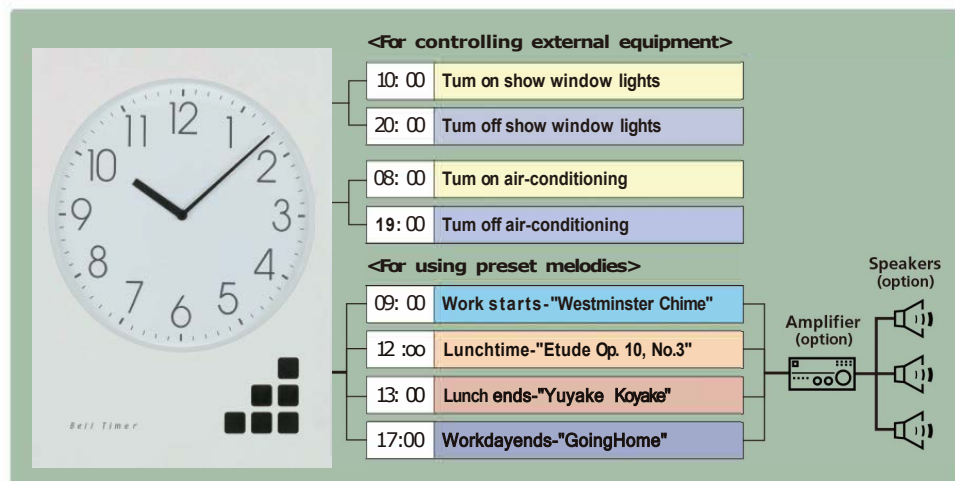 <For controlling external equipment>
10: 00 Tum on show window lights
20: 00 Tum off show window lights
08: 00 Tum on air-conditioning
19: 00 Tum off air-conditioning
<For using preset melodies>
09: 00 Work starts-"Westminster Chime"
12 :oo Lunchtime-"Etude Op. 10, No.3"
13: 00 Lunch ends-"Yuyake Koyake"
17:00 Workdayends-"GoingHome"
Amplifier
(option)
Speakers
(option)
12
1
2
3
4
5
6
7
8
9
10
11
Bell Timer